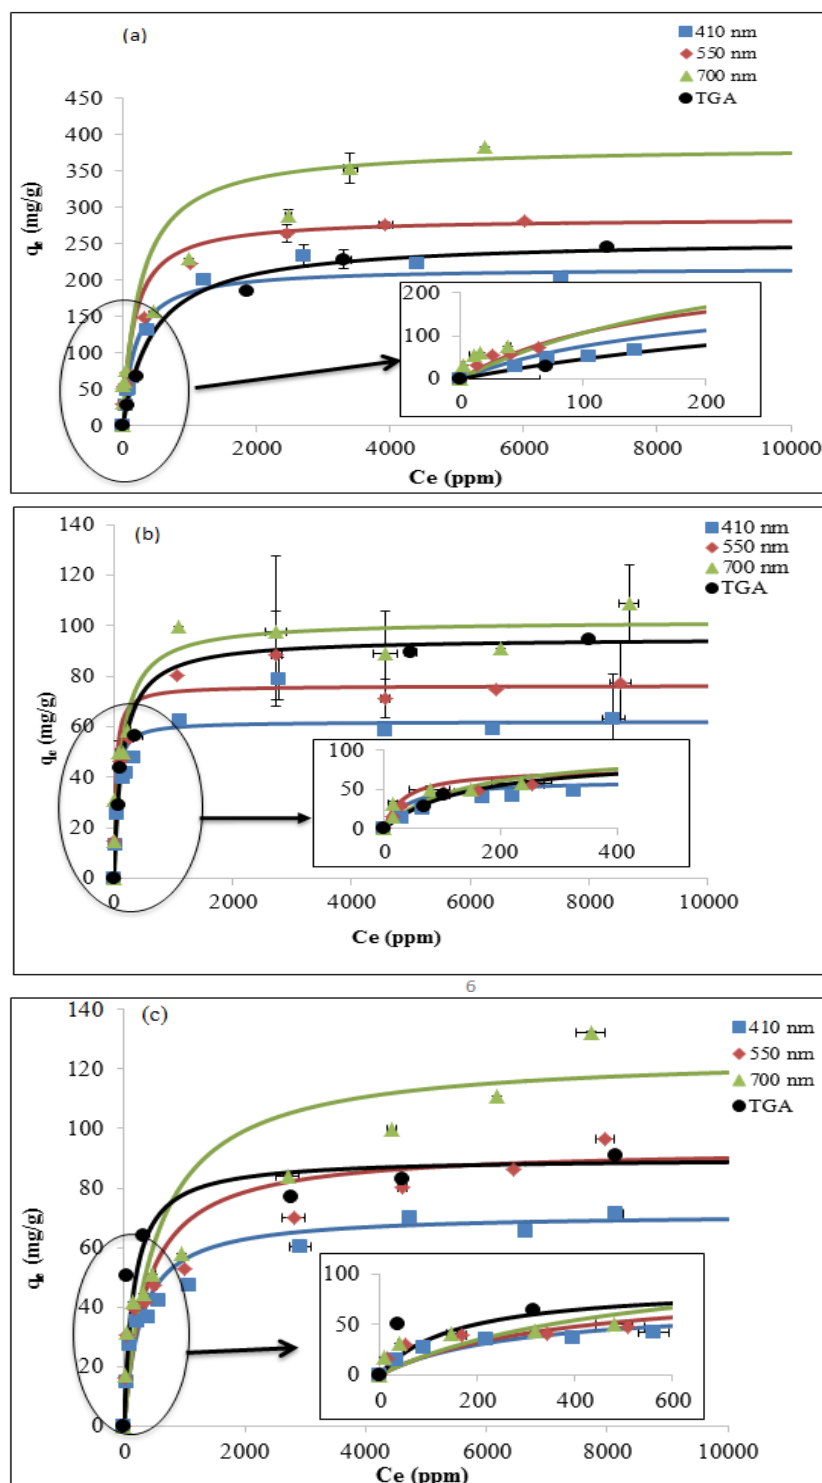 (a)
410 nm
550 nm
700 nm
TGA
450
400
350
300
250
200
150
100
50
0
qe (mg/g)
200
100
0
0 100 200
0 2000 4000 6000 8000 10000
Ce (ppm)
(b)
410 nm
550 nm
700 nm
TGA
140
120
100
80
60
40
20
0
qe (mg/g)
100
50
0
0 200 400
0 2000 4000 6000 8000 10000
Ce (ppm)
6
(c)
410 nm
550 nm
700 nm
TGA
140
120
100
80
60
40
20
0
qe (mg/g)
100
50
0
0 200 400 600
0 2000 4000 6000 8000 10000
Ce (ppm)